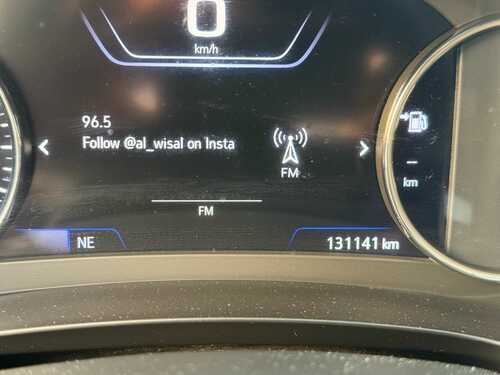 0
km/h
96.5
Follow @al_wisal on Insta
FM
FM
--
km
NE
131141 km